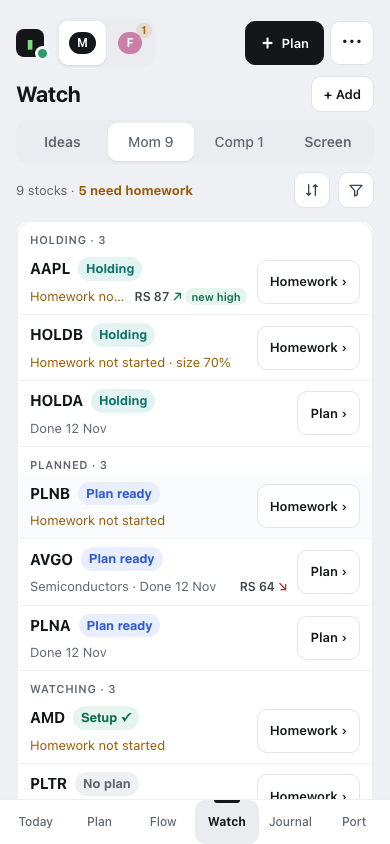 M F 1 + Plan ...
Watch + Add
Ideas Mom 9 Comp 1 Screen
9 stocks · 5 need homework
HOLDING · 3
AAPL Holding
Homework no... RS 87 ↗ new high Homework ›
HOLDB Holding
Homework not started · size 70% Homework ›
HOLDA Holding
Done 12 Nov Plan ›
PLANNED · 3
PLNB Plan ready
Homework not started Homework ›
AVGO Plan ready
Semiconductors · Done 12 Nov RS 64 ↘ Plan ›
PLNA Plan ready
Done 12 Nov Plan ›
WATCHING · 3
AMD Setup ✓
Homework not started Homework ›
PLTR No plan Homework ›
Today Plan Flow Watch Journal Port